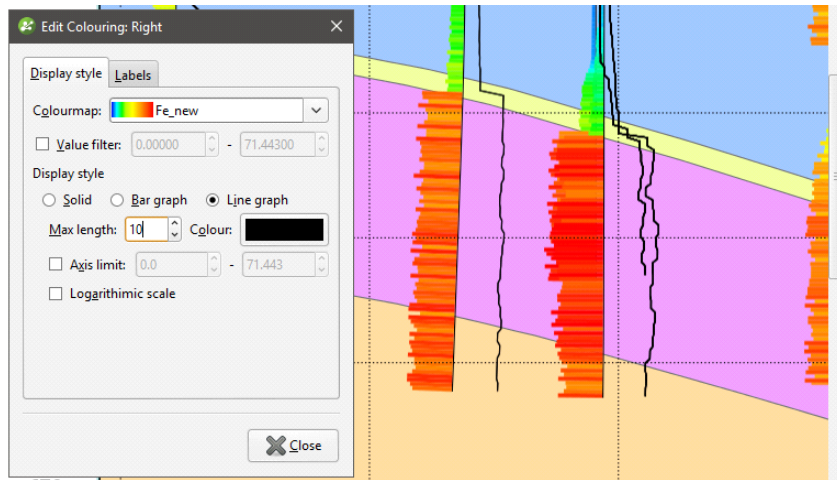 Edit Colouring: Right
Display style Labels
Colourmap: Fe_new
Value filter: 0.00000 - 71.44300
Display style
Solid Bar graph Line graph
Max length: 10 Colour:
Axis limit: 0.0 - 71.443
Logarithimic scale
Close